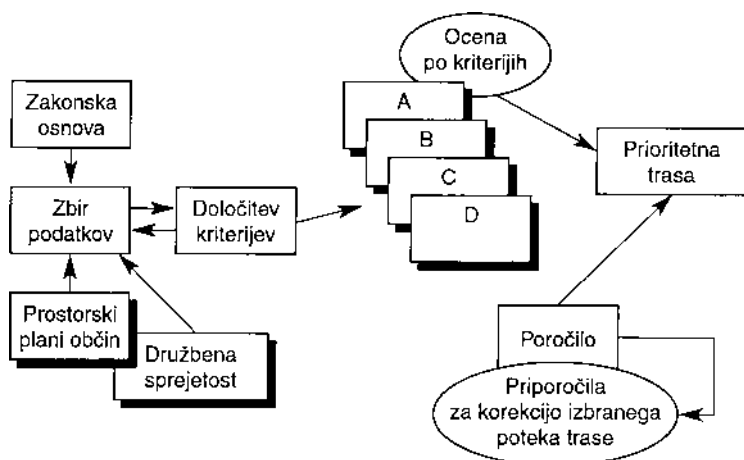 Ocena
po kriterijih
Zakonska
osnova
A
B
C
D
Prioritetna
trasa
Zbir
podatkov
Določitev
kriterijev
Prostorski
plani občin
Družbena
sprejetost
Poročilo
Priporočila
za korekcijo izbranega
poteka trase